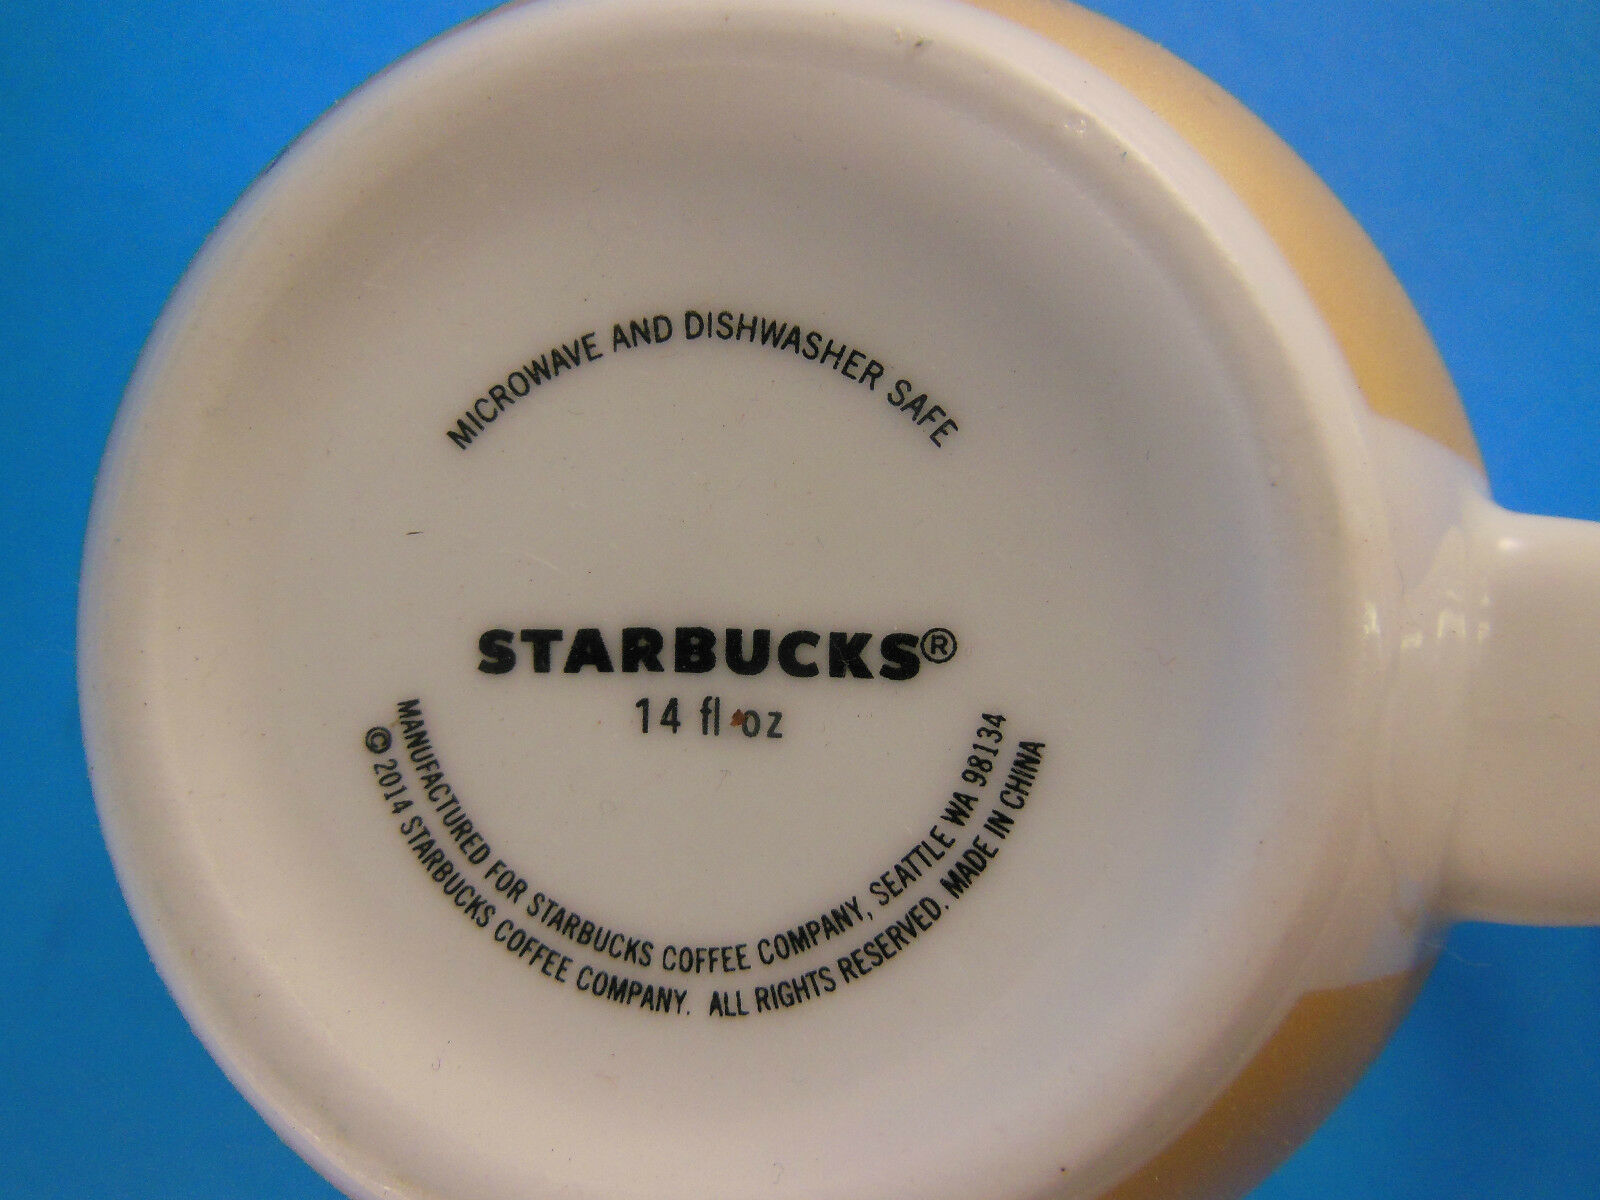 MICROWAVE AND DISHWASHER SAFE
STARBUCKS®
14 fl oz
MANUFACTURED FOR STARBUCKS COFFEE COMPANY, SEATTLE WA 98134
© 2014 STARBUCKS COFFEE COMPANY. ALL RIGHTS RESERVED. MADE IN CHINA